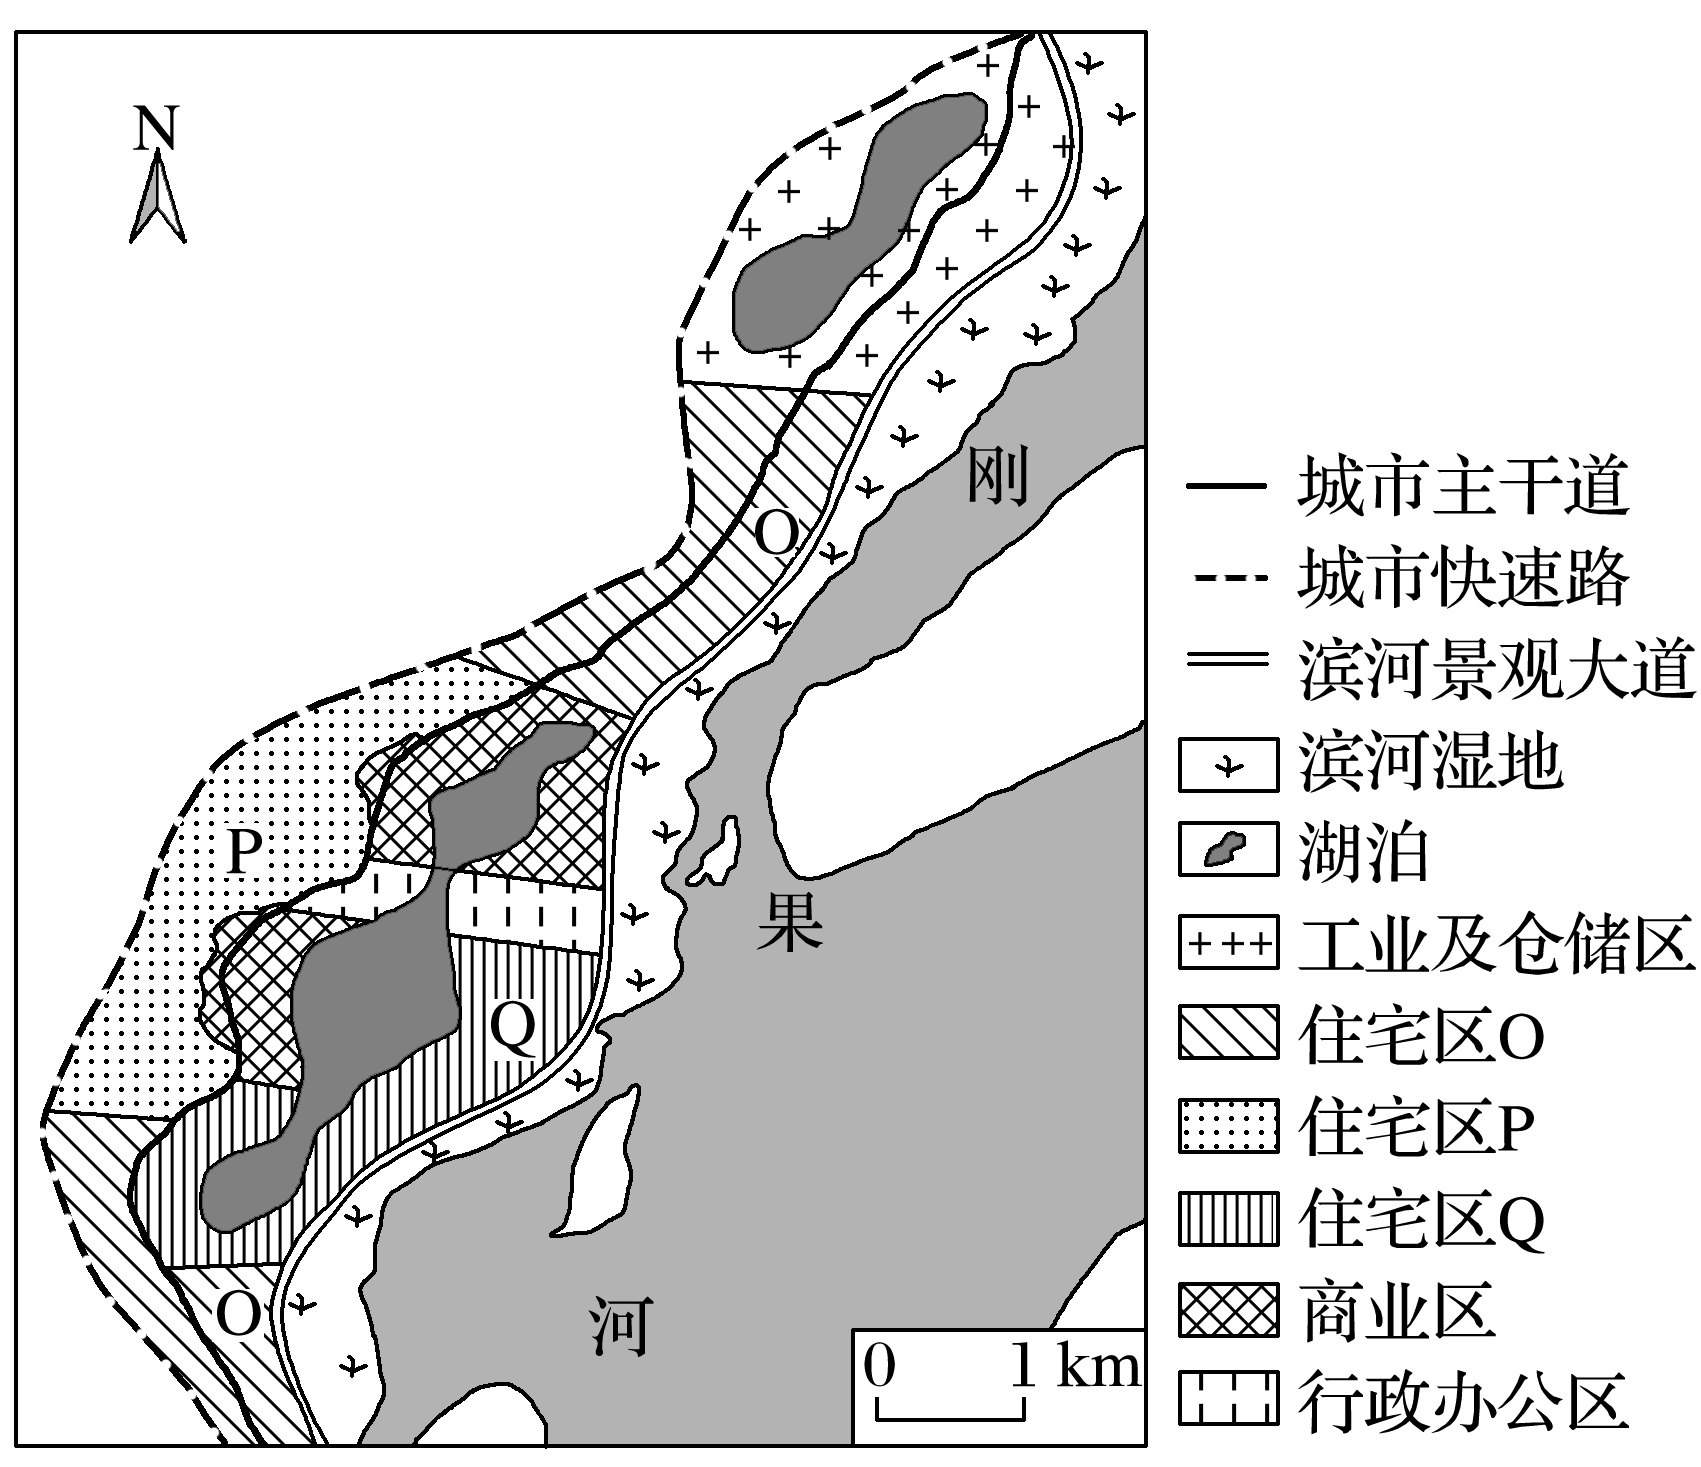 N
刚
O
P
果
Q
O
河
0 1 km
城市主干道
城市快速路
滨河景观大道
滨河湿地
湖泊
工业及仓储区
住宅区O
住宅区P
住宅区Q
商业区
行政办公区